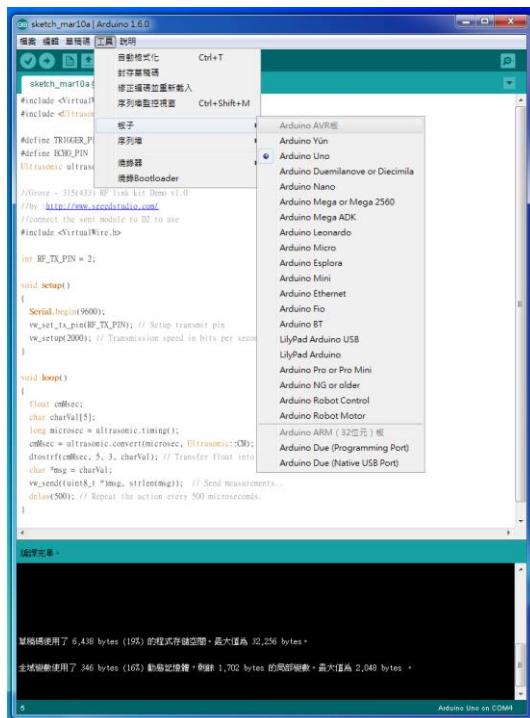 sketch_mar10a | Arduino 1.6.0
檔案 編輯 草稿碼 工具 說明
自動格式化 Ctrl+T
封存草稿碼
修正編碼並重新載入
序列埠監控視窗 Ctrl+Shift+M
板子
序列埠
燒錄器
燒錄Bootloader
Arduino AVR板
Arduino Yún
Arduino Uno
Arduino Duemilanove or Diecimila
Arduino Nano
Arduino Mega or Mega 2560
Arduino Mega ADK
Arduino Leonardo
Arduino Micro
Arduino Esplora
Arduino Mini
Arduino Ethernet
Arduino Fio
Arduino BT
LilyPad Arduino USB
LilyPad Arduino
Arduino Pro or Pro Mini
Arduino NG or older
Arduino Robot Control
Arduino Robot Motor
Arduino ARM（32位元）板
Arduino Due (Programming Port)
Arduino Due (Native USB Port)
sketch_mar10a
#include <VirtualW
#include <Ultrason
#define TRIGGER_P
#define ECHO_PIN
Ultrasonic ultras
//Grove - 315(433) RF link kit Demo v1.0
//by :http://www.seeedstudio.com/
//connect the sent module to D2 to use
#include <VirtualWire.h>
int RF_TX_PIN = 2;
void setup()
{
Serial.begin(9600);
vw_set_tx_pin(RF_TX_PIN); // Setup transmit pin
vw_setup(2000); // Transmission speed in bits per secon
}
void loop()
{
float cmMsec;
char charVal[5];
long microsec = ultrasonic.timing();
cmMsec = ultrasonic.convert(microsec, Ultrasonic::CM);
dtostrf(cmMsec, 5, 3, charVal); // Transfer float into
char *msg = charVal;
vw_send((uint8_t *)msg, strlen(msg)); // Send measurements..
delay(500); // Repeat the action every 500 microseconds.
}
編譯完畢。
草稿碼使用了 6,438 bytes (19%) 的程式存儲空間。最大值為 32,256 bytes。
全域變數使用了 346 bytes (16%) 動態記憶體，剩餘 1,702 bytes 的局部變數。最大值為 2,048 bytes 。
5
Arduino Uno on COM4